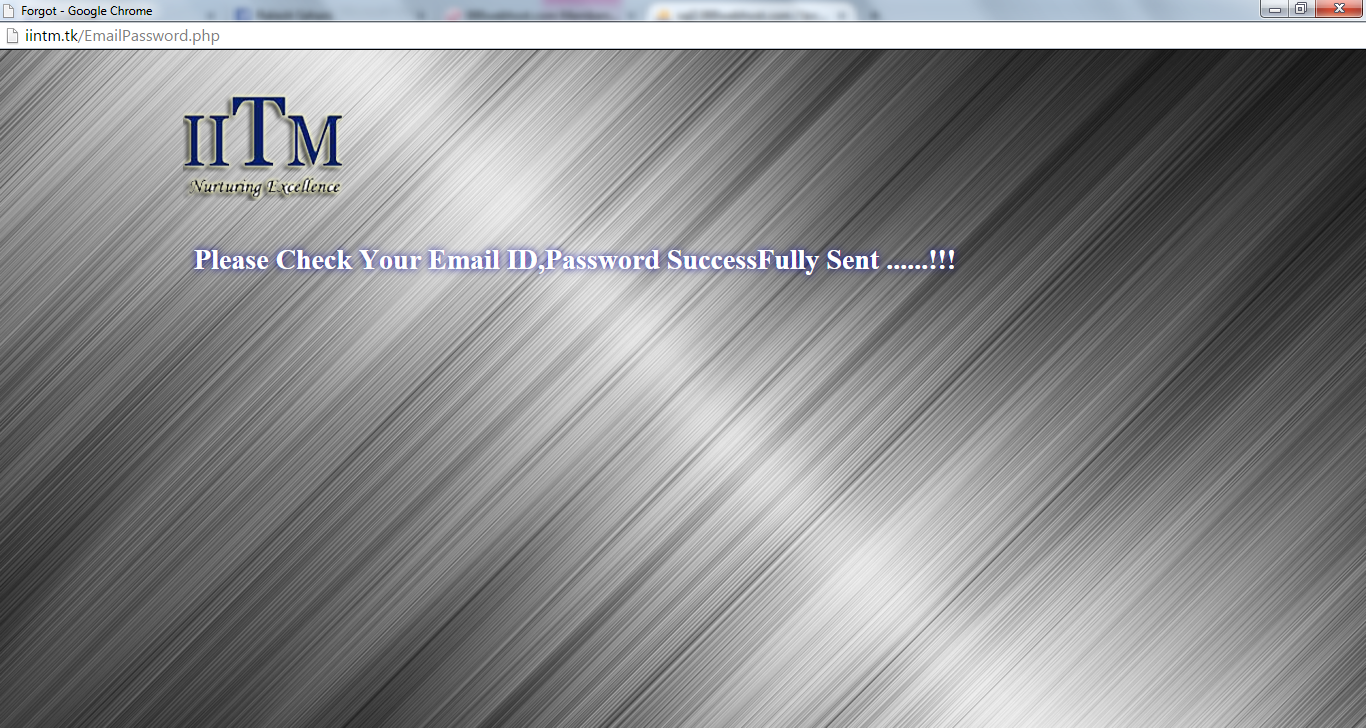 Forgot - Google Chrome
iintm.tk/EmailPassword.php
IITM
Nurturing Excellence
Please Check Your Email ID,Password SuccessFully Sent ......!!!